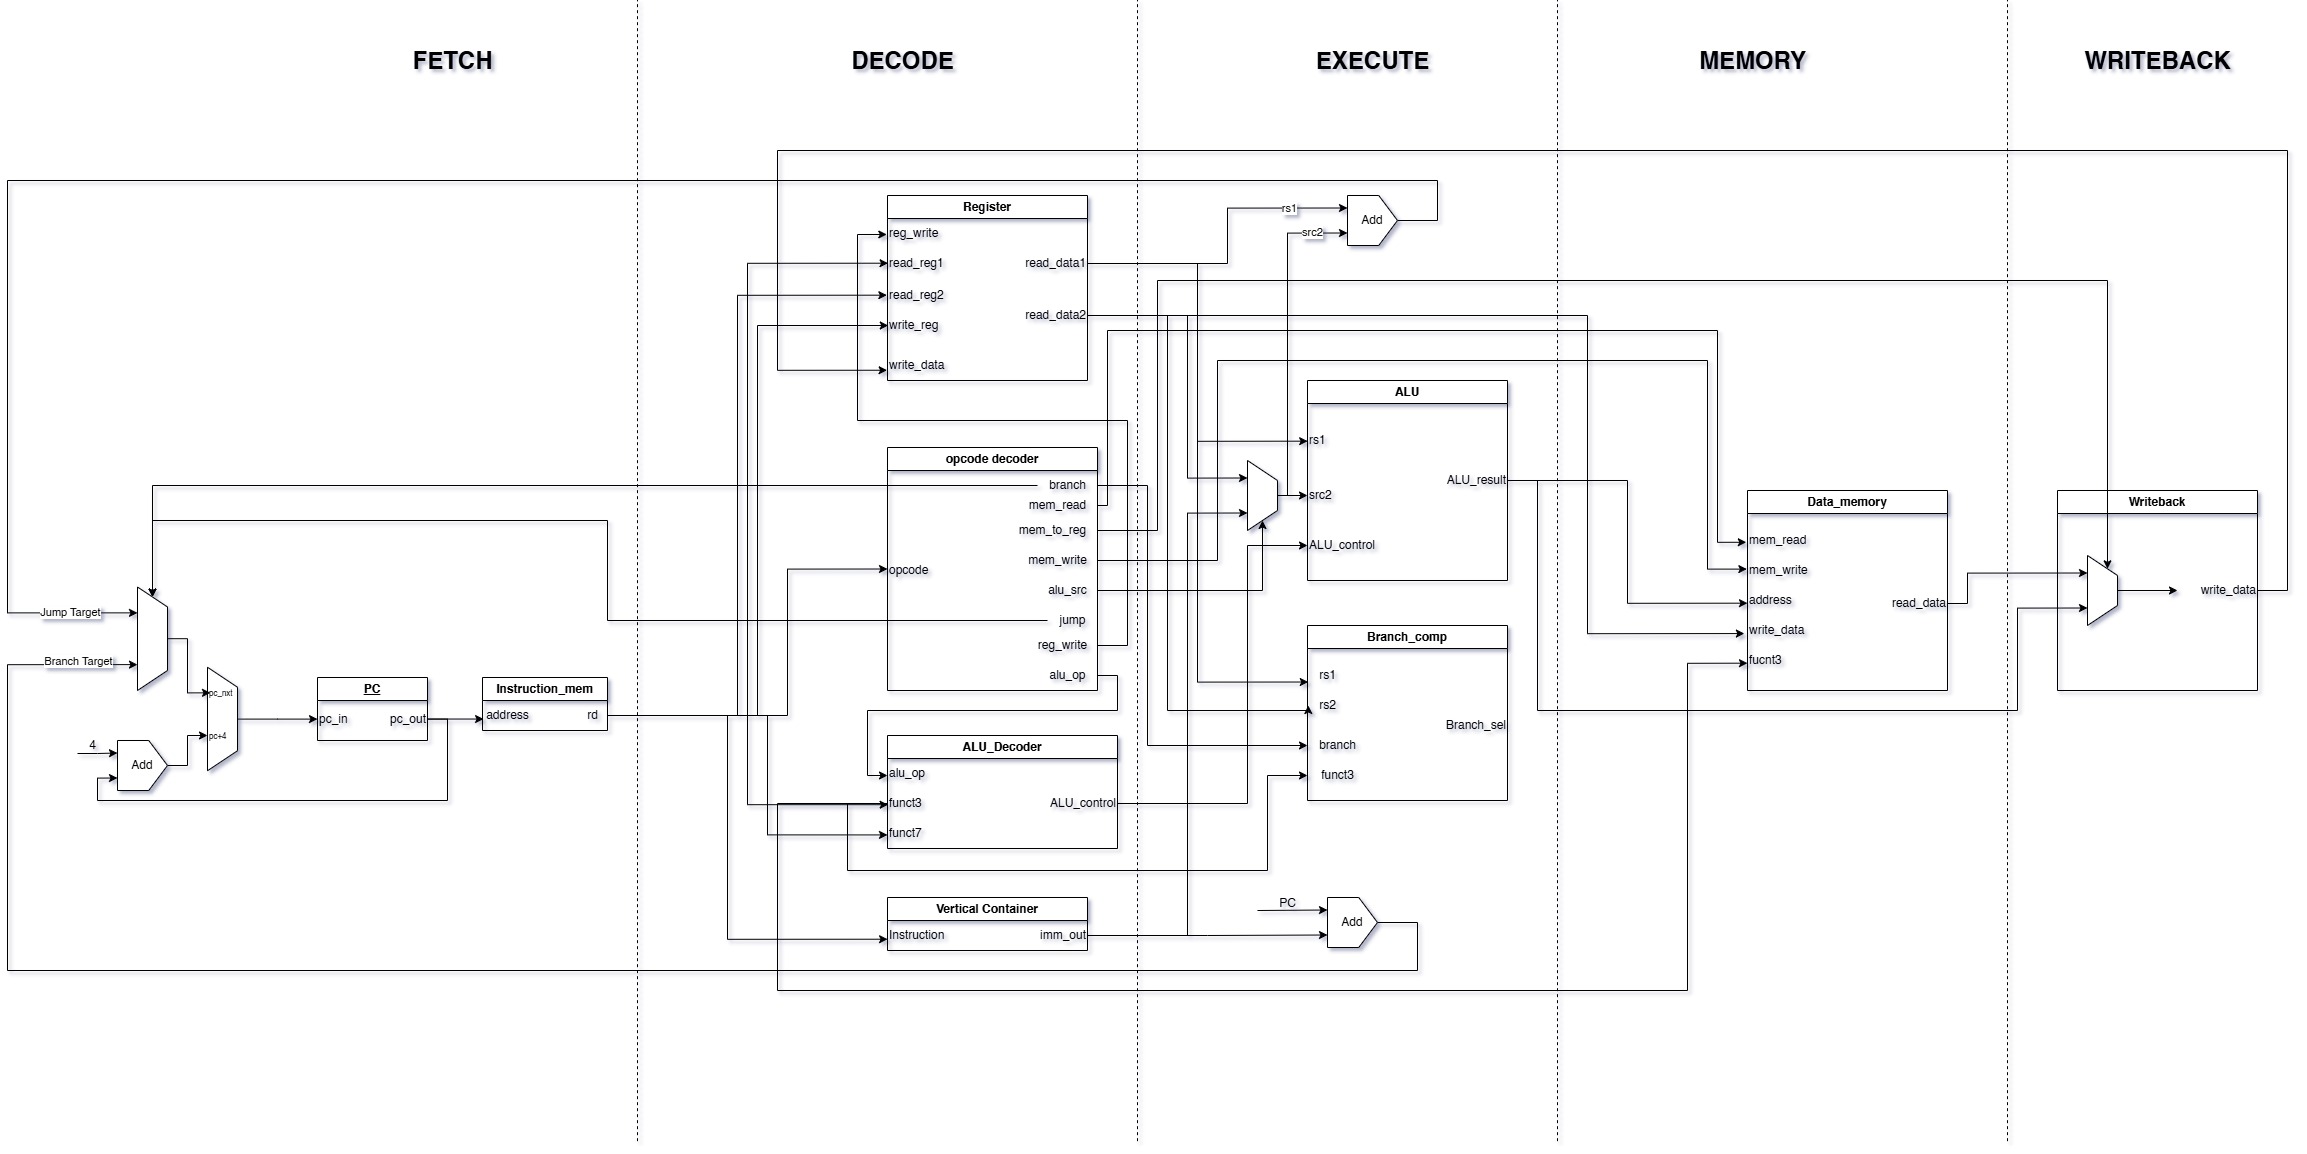 FETCH
DECODE
EXECUTE
MEMORY
WRITEBACK
Register
reg_write
read_reg1
read_reg2
write_reg
write_data
read_data1
read_data2
rs1
src2
Add
opcode decoder
opcode
branch
mem_read
mem_to_reg
mem_write
alu_src
jump
reg_write
alu_op
ALU
rs1
src2
ALU_control
ALU_result
Data_memory
mem_read
mem_write
address
write_data
fucnt3
read_data
Writeback
write_data
Jump Target
Branch Target
pc_nxt
pc+4
4
Add
PC
pc_in
pc_out
Instruction_mem
address
rd
Branch_comp
rs1
rs2
branch
funct3
Branch_sel
ALU_Decoder
alu_op
funct3
funct7
ALU_control
Vertical Container
Instruction
imm_out
PC
Add